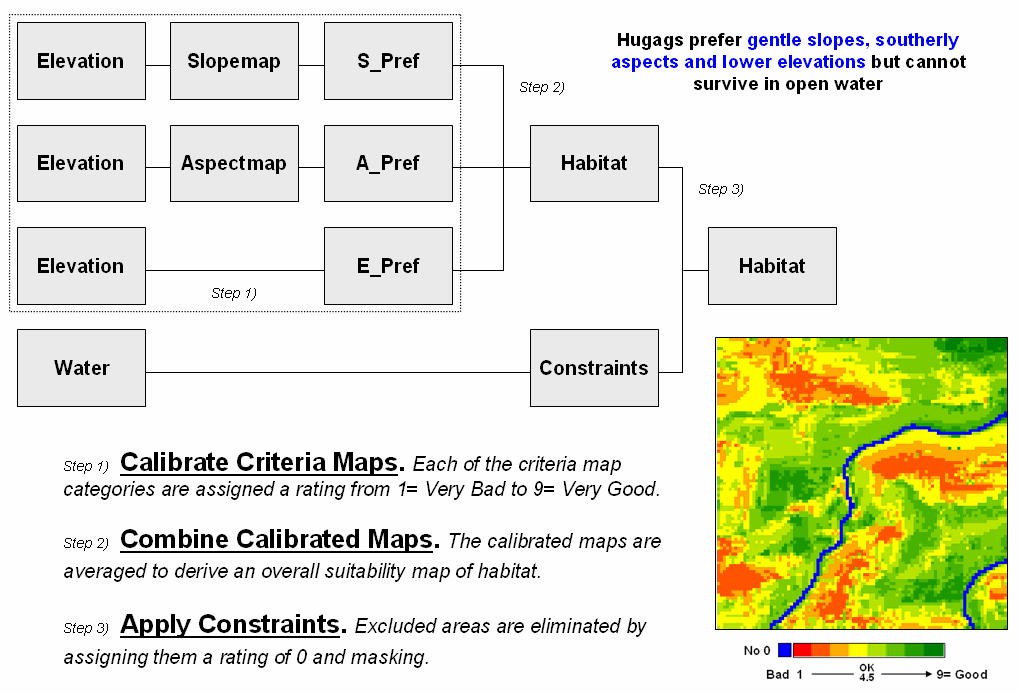 Elevation Slopemap S_Pref
Hugags prefer gentle slopes, southerly
aspects and lower elevations but cannot
survive in open water
Step 2)
Elevation Aspectmap A_Pref Habitat
Step 3)
Elevation E_Pref Habitat
Step 1)
Water Constraints
Step 1) Calibrate Criteria Maps. Each of the criteria map
categories are assigned a rating from 1= Very Bad to 9= Very Good.
Step 2) Combine Calibrated Maps. The calibrated maps are
averaged to derive an overall suitability map of habitat.
Step 3) Apply Constraints. Excluded areas are eliminated by
assigning them a rating of 0 and masking.
No 0
Bad 1 OK 9= Good
4.5